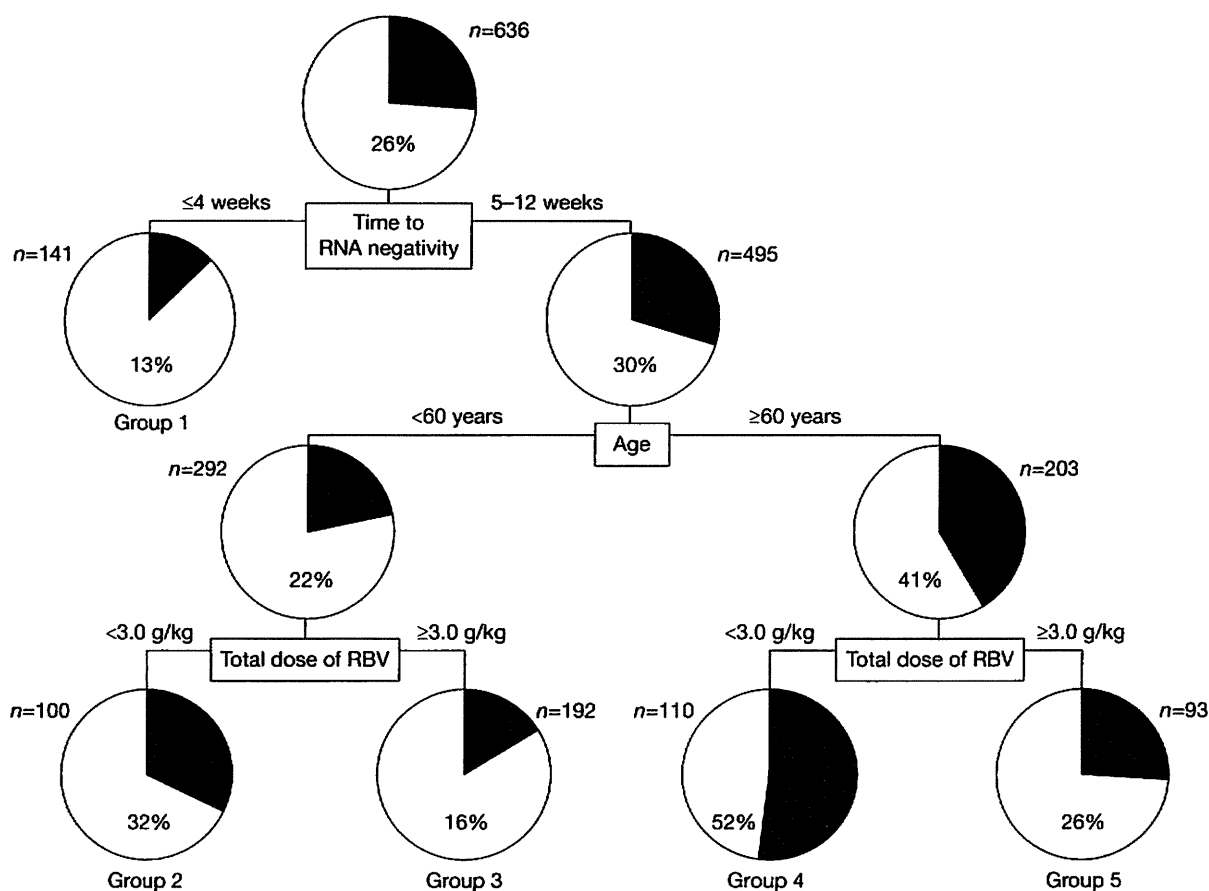 n=636
26%
≤4 weeks
5–12 weeks
Time to
RNA negativity
n=141
n=495
13%
30%
Group 1
<60 years
≥60 years
Age
n=292
n=203
22%
41%
<3.0 g/kg
≥3.0 g/kg
<3.0 g/kg
≥3.0 g/kg
Total dose of RBV
Total dose of RBV
n=100
n=192
n=110
n=93
32%
16%
52%
26%
Group 2
Group 3
Group 4
Group 5